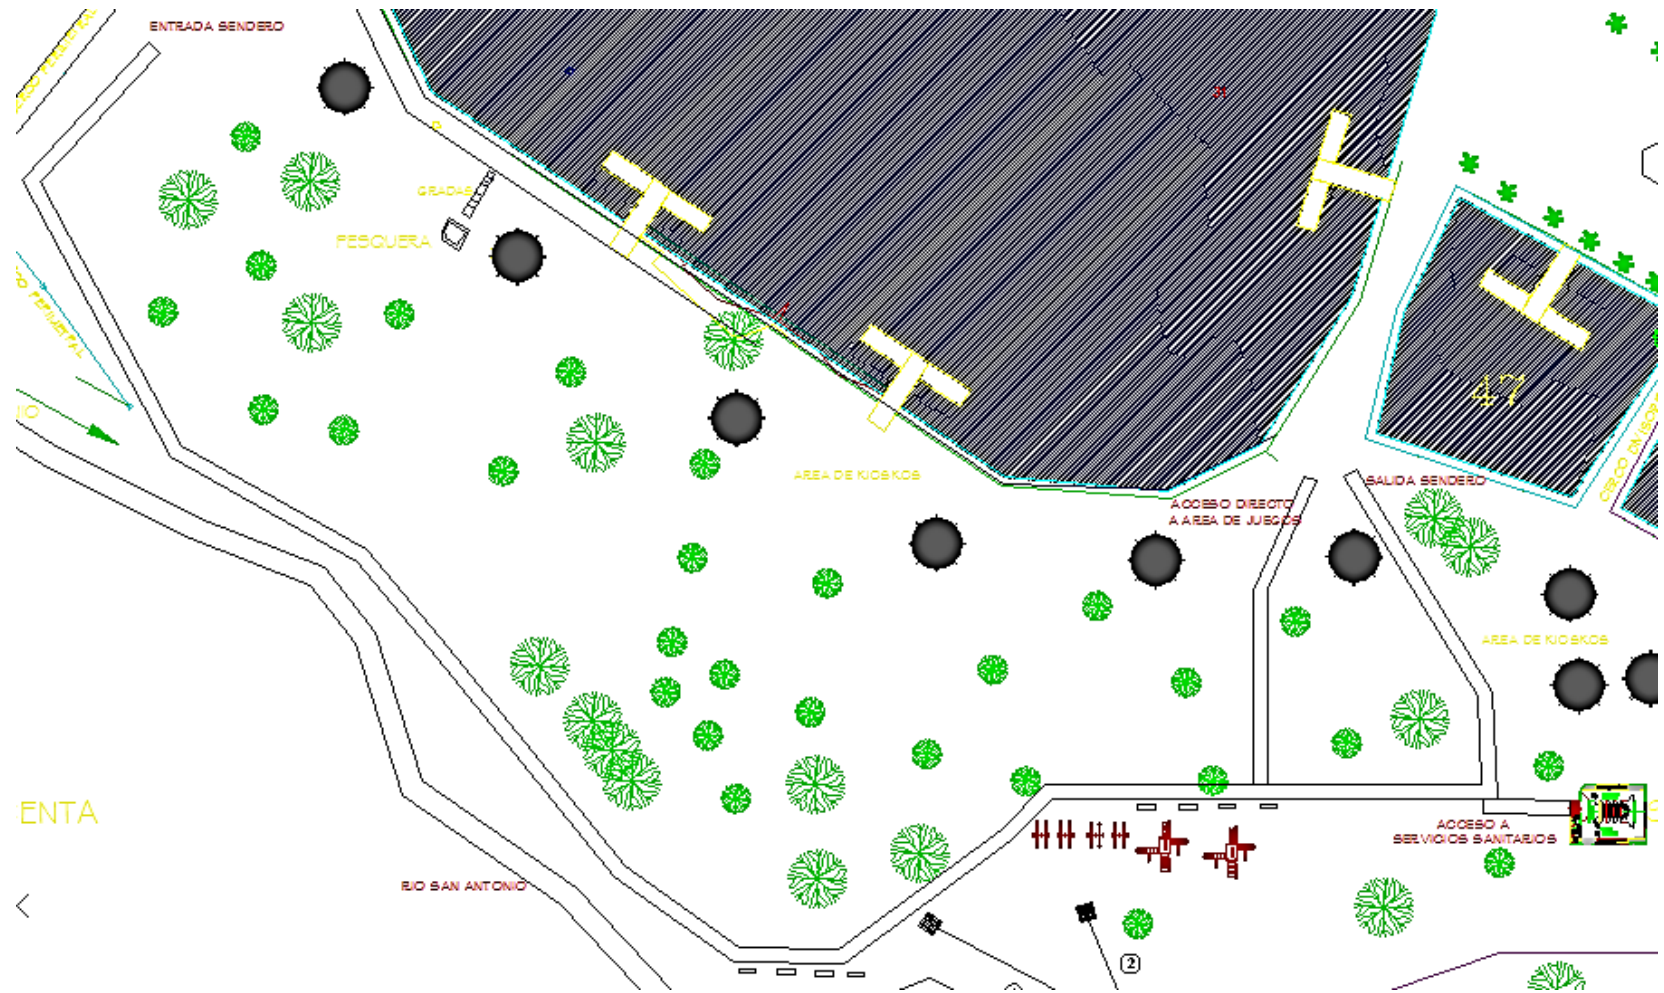 ENTRADA SENDERO
GRADAS
PESQUERA
47
AREA DE KIOSKOS
SALIDA SENDERO
ACCESO DIRECTO
A AREA DE JUEGOS
AREA DE KIOSKOS
ENTA
ACCESO A
SERVICIOS SANITARIOS
RIO SAN ANTONIO
2